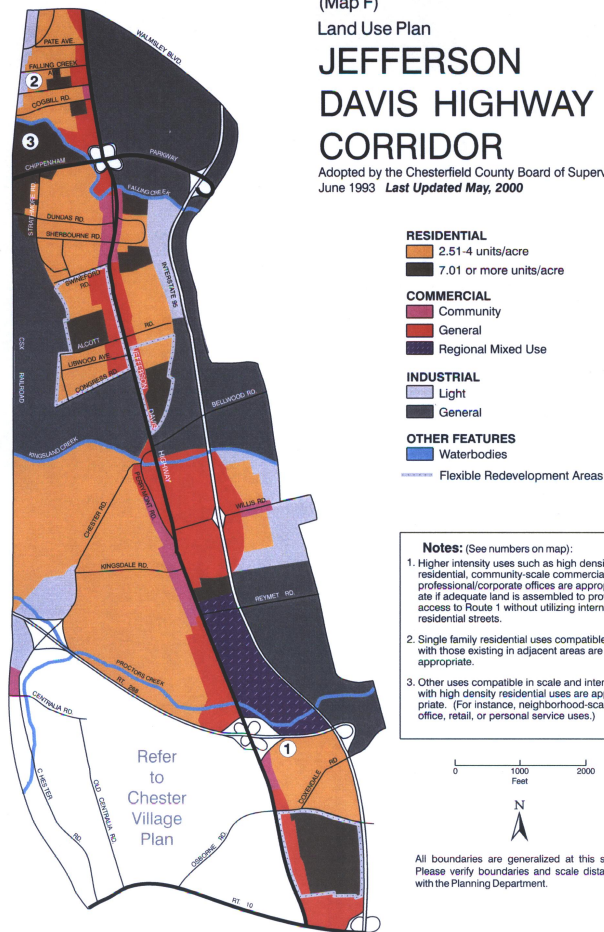 (Map F)
Land Use Plan
JEFFERSON
DAVIS HIGHWAY
CORRIDOR
Adopted by the Chesterfield County Board of Superv
June 1993 Last Updated May, 2000
RESIDENTIAL
2.51-4 units/acre
7.01 or more units/acre
COMMERCIAL
Community
General
Regional Mixed Use
INDUSTRIAL
Light
General
OTHER FEATURES
Waterbodies
Flexible Redevelopment Areas
Notes: (See numbers on map):
1. Higher intensity uses such as high densi
residential, community-scale commercia
professional/corporate offices are approp
ate if adequate land is assembled to pro
access to Route 1 without utilizing intern
residential streets.
2. Single family residential uses compatible
with those existing in adjacent areas are
appropriate.
3. Other uses compatible in scale and inten
with high density residential uses are app
priate. (For instance, neighborhood-sca
office, retail, or personal service uses.)
0 1000 2000
Feet
N
All boundaries are generalized at this s
Please verify boundaries and scale dista
with the Planning Department.
WALMSLEY BLVD
PATE AVE.
FALLING CREEK
2
COGBILL RD.
3
CHIPPENHAM
PARKWAY
FALLING CREEK
STRATHMORE RD
DUNDAS RD.
SHERBOURNE RD.
SWINEFORD
RD.
INTERSTATE 95
ALCOTT
RD.
LISWOOD AVE
CONGRESS RD.
CSX
RAILROAD
JEFFERSON
DAVIS
HIGHWAY
BELLWOOD RD.
KINGSLAND CREEK
PERRYMONT RD.
CHESTER RD.
WILLIS RD.
KINGSDALE RD.
REYMET RD.
PROCTORS CREEK
RT. 288
CENTRALIA RD.
1
Refer
to
Chester
Village
Plan
COXENDALE RD
CHESTER
RD.
OLD CENTRALIA RD
OSBORNE RD.
RT. 10